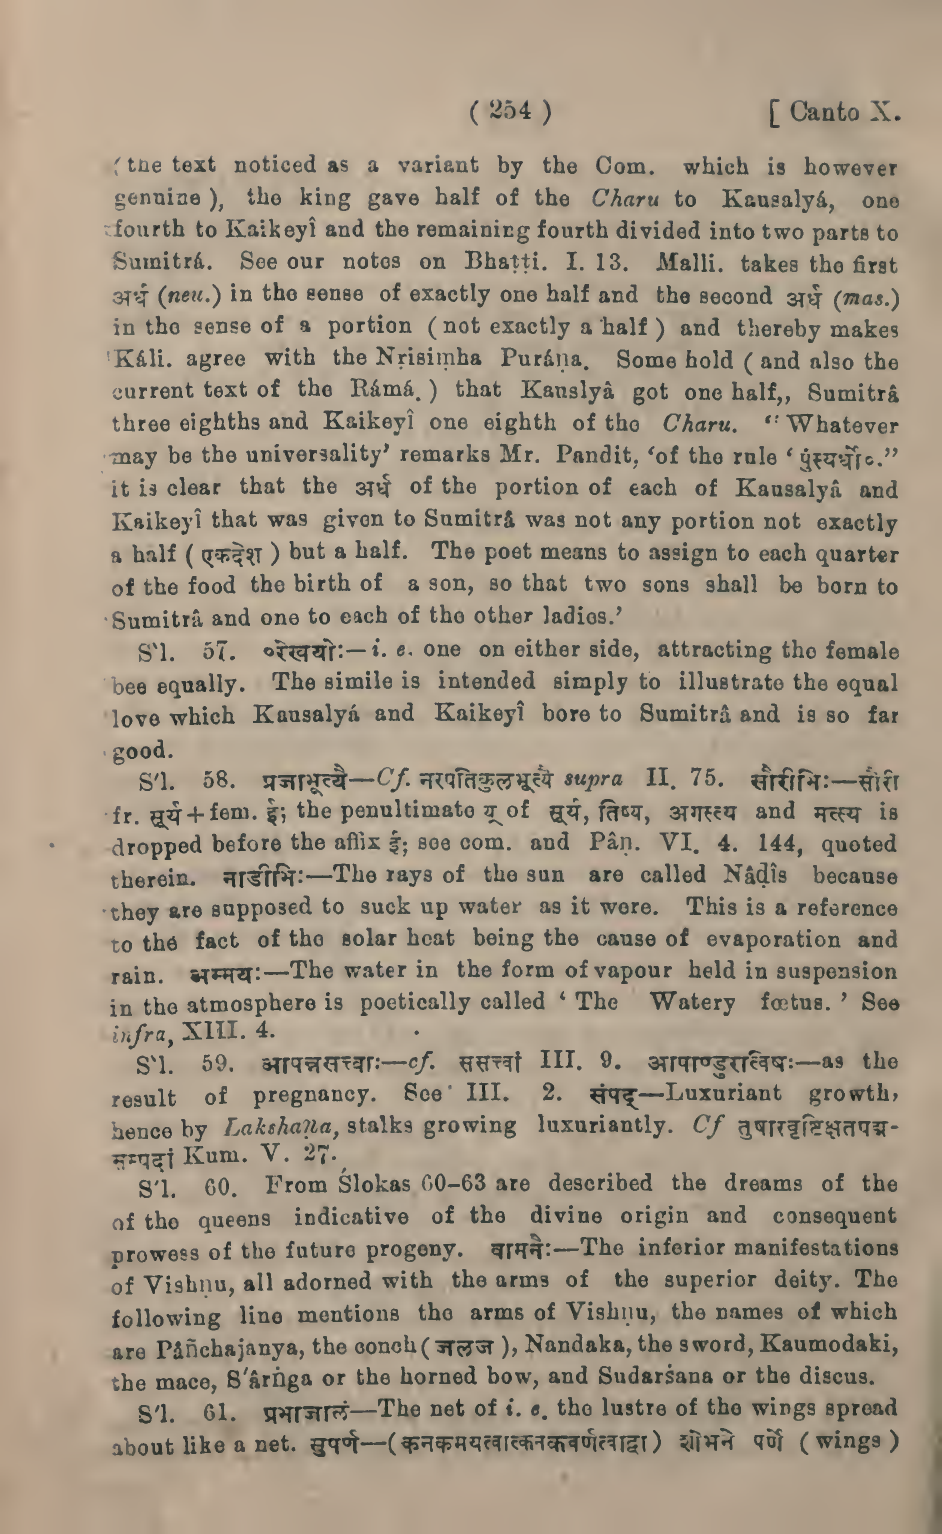 ( 254 ) [ Canto X.
( the text noticed as a variant by the Com. which is however
genuine ), the king gave half of the Charu to Kausalyá, one
fourth to Kaikeyî and the remaining fourth divided into two parts to
Sumitrá. See our notes on Bhaṭṭi. I. 13. Malli. takes the first
अर्धं (neu.) in the sense of exactly one half and the second अर्ध (mas.)
in the sense of a portion ( not exactly a half ) and thereby makes
Káli. agree with the Nṛisiṃha Puráṇa. Some hold ( and also the
current text of the Rámá. ) that Kauslyâ got one half,, Sumitrâ
three eighths and Kaikeyî one eighth of the Charu. “ Whatever
may be the universality’ remarks Mr. Pandit, ‘of the rule ‘ पुंस्यर्धो०.”
it is clear that the अर्ध of the portion of each of Kausalyâ and
Kaikeyî that was given to Sumitrâ was not any portion not exactly
a half ( एकदेश ) but a half. The poet means to assign to each quarter
of the food the birth of a son, so that two sons shall be born to
Sumitrâ and one to each of the other ladies.’
S'l. 57. ०रेखयोः—i. e. one on either side, attracting the female
bee equally. The simile is intended simply to illustrate the equal
love which Kausalyá and Kaikeyî bore to Sumitrâ and is so far
good.
S'l. 58. प्रजाभूत्यै—Cf. नरपतिकुलभूत्यै supra II. 75. सौरीभिः—सौरी
fr. सूर्य+fem. ई; the penultimate य् of सूर्य, तिष्य, अगस्त्य and मत्स्य is
dropped before the affix ई; see com. and Pâṇ. VI. 4. 144, quoted
therein. नाडीभिः—The rays of the sun are called Nâḍîs because
they are supposed to suck up water as it were. This is a reference
to the fact of the solar heat being the cause of evaporation and
rain. अम्मयः—The water in the form of vapour held in suspension
in the atmosphere is poetically called ‘ The Watery fœtus. ’ See
infra, XIII. 4.
S'l. 59. आपन्नसत्त्वाः—cf. ससत्त्वां III. 9. आपाण्डुरत्विषः—as the
result of pregnancy. See III. 2. संपद्—Luxuriant growth,
hence by Lakshaṇa, stalks growing luxuriantly. Cf तुषारवृष्टिक्षतपद्म-
सम्पदां Kum. V. 27.
S'l. 60. From Ślokas 60-63 are described the dreams of the
of the queens indicative of the divine origin and consequent
prowess of the future progeny. वामनैः—The inferior manifestations
of Vishṇu, all adorned with the arms of the superior deity. The
following line mentions the arms of Vishṇu, the names of which
are Pâñchajanya, the conch ( जलज ), Nandaka, the sword, Kaumodaki,
the mace, S'ârṅga or the horned bow, and Sudarśana or the discus.
S'l. 61. प्रभाजालं—The net of i. e. the lustre of the wings spread
about like a net. सुपर्ण—( कनकमयत्वात्कनकवर्णत्वाद्वा ) शोभने पर्णे ( wings )